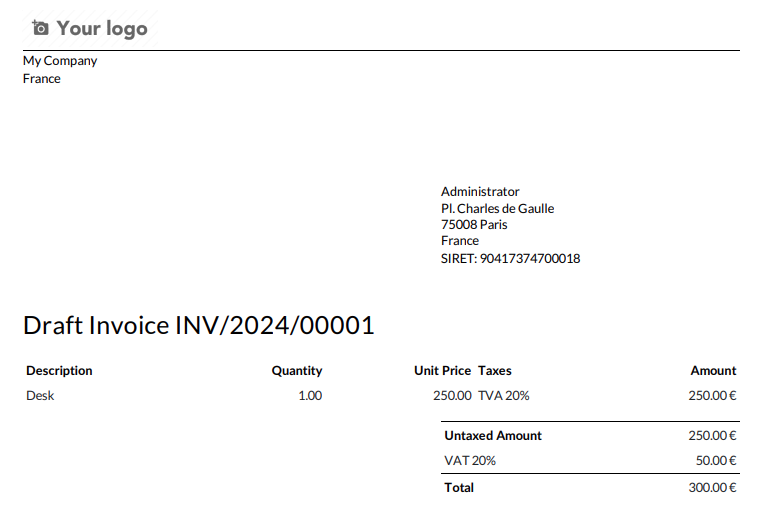 Your logo
My Company
France
Administrator
Pl. Charles de Gaulle
75008 Paris
France
SIRET: 90417374700018
Draft Invoice INV/2024/00001
Description Quantity Unit Price Taxes Amount
Desk 1.00 250.00 TVA 20% 250.00 €
Untaxed Amount 250.00 €
VAT 20% 50.00 €
Total 300.00 €